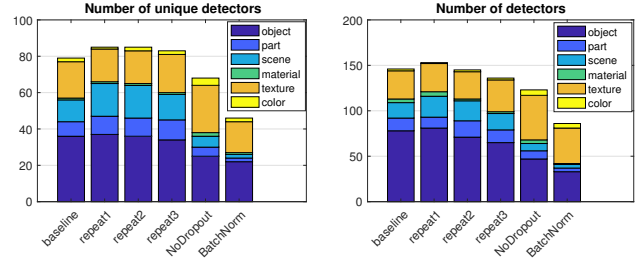 Number of unique detectors
100
80
60
40
20
0
object
part
scene
material
texture
color
baseline
repeat1
repeat2
repeat3
NoDropout
BatchNorm
Number of detectors
200
150
100
50
0
object
part
scene
material
texture
color
baseline
repeat1
repeat2
repeat3
NoDropout
BatchNorm